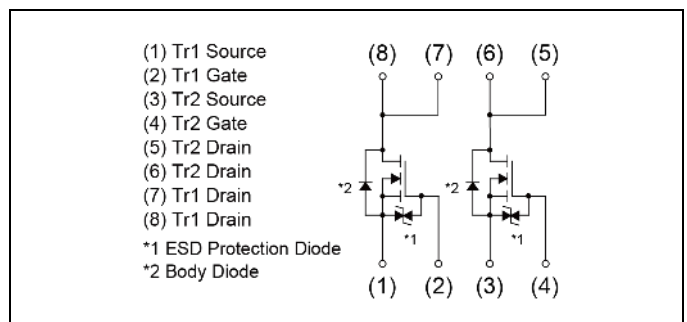 (1) Tr1 Source
(2) Tr1 Gate
(3) Tr2 Source
(4) Tr2 Gate
(5) Tr2 Drain
(6) Tr2 Drain
(7) Tr1 Drain
(8) Tr1 Drain
*1 ESD Protection Diode
*2 Body Diode
(8) (7) (6) (5)
*2 *2
*1 *1
(1) (2) (3) (4)